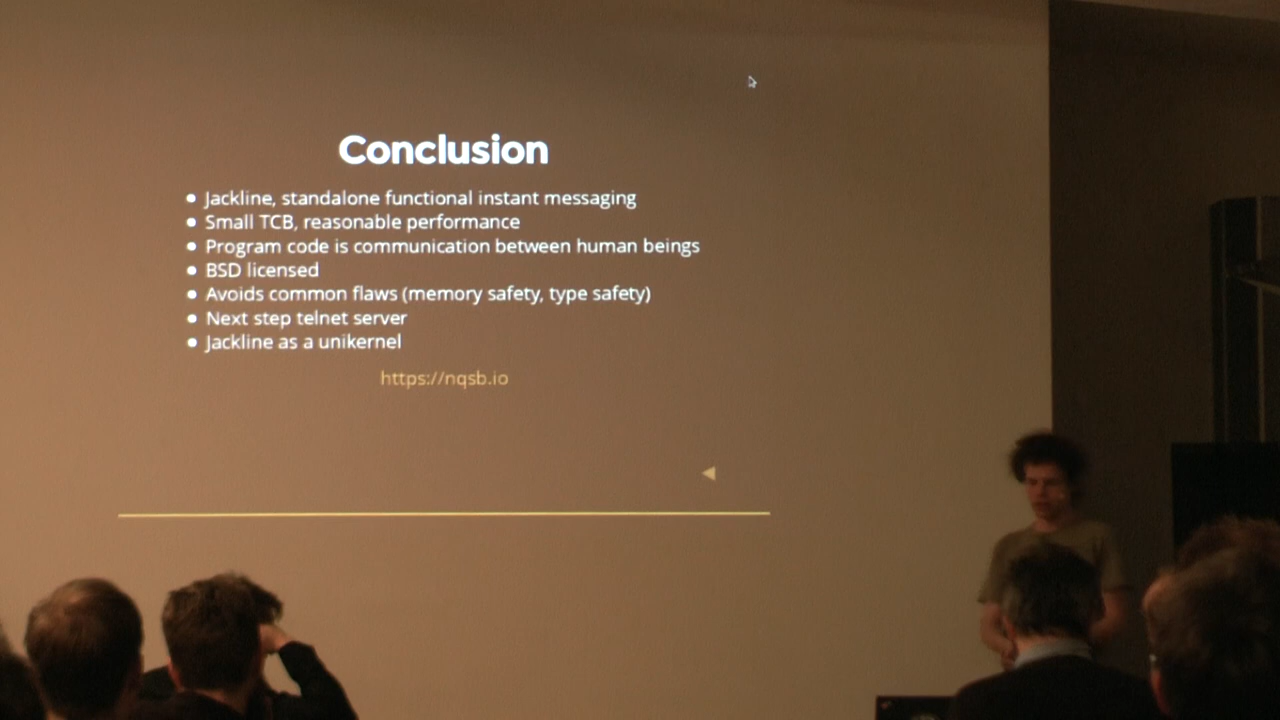 Conclusion
• Jackline, standalone functional instant messaging
• Small TCB, reasonable performance
• Program code is communication between human beings
• BSD licensed
• Avoids common flaws (memory safety, type safety)
• Next step telnet server
• Jackline as a unikernel
https://nqsb.io